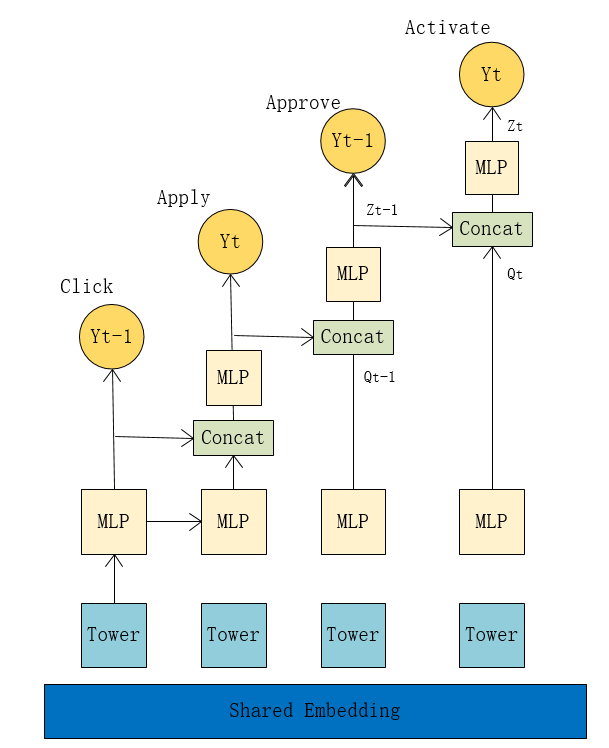 Activate
Yt
Approve
Zt
Yt-1
MLP
Apply
Zt-1
Concat
Yt
MLP
Qt
Click
Yt-1
Concat
MLP
Qt-1
Concat
MLP
MLP
MLP
MLP
Tower
Tower
Tower
Tower
Shared Embedding